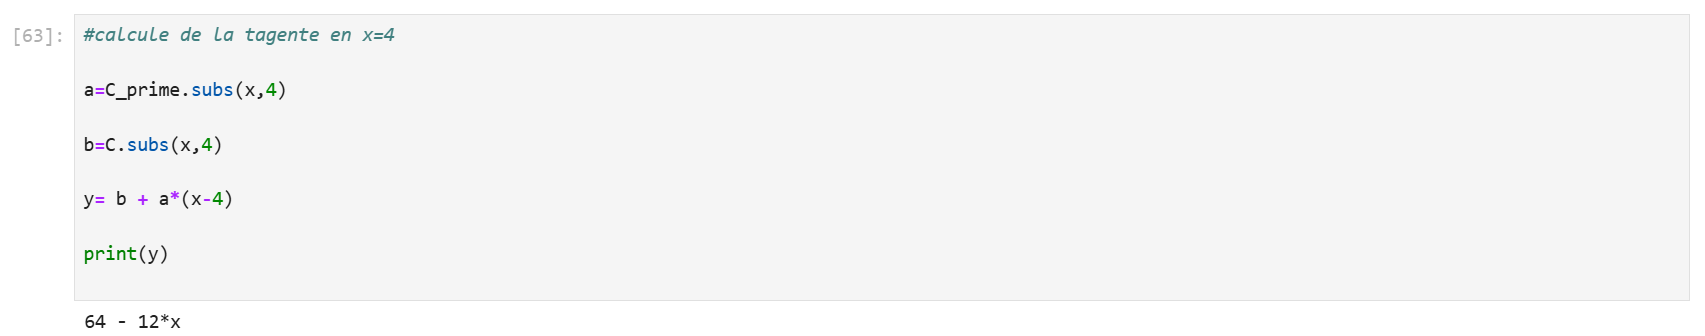 [63]: #calcule de la tagente en x=4
a=C_prime.subs(x,4)
b=C.subs(x,4)
y= b + a*(x-4)
print(y)
64 - 12*x